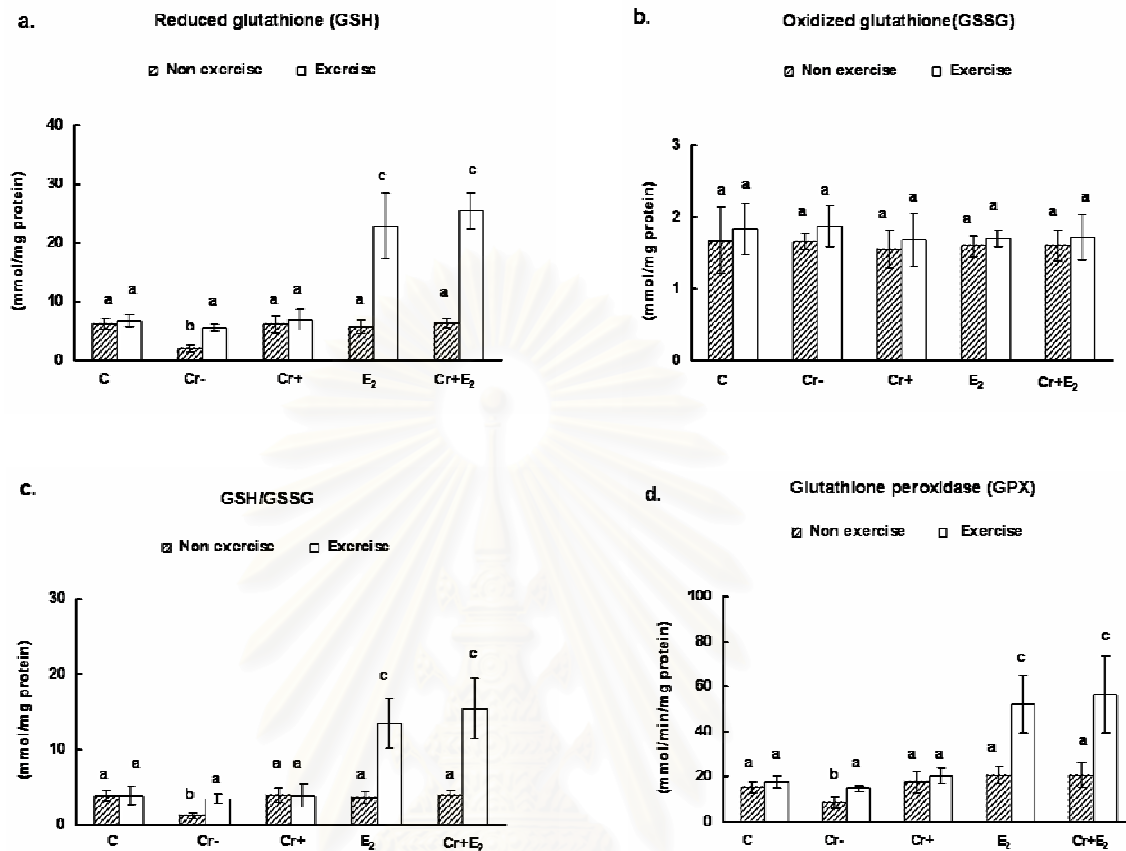 a.
Reduced glutathione (GSH)
Non exercise Exercise
(mmol/mg protein)
40
30
20
10
0
a a b a a a a c a c
C Cr- Cr+ E₂ Cr+E₂
b.
Oxidized glutathione(GSSG)
Non exercise Exercise
(mmol/mg protein)
3
2
1
0
a a a a a a a a a a
C Cr- Cr+ E₂ Cr+E₂
c.
GSH/GSSG
Non exercise Exercise
(mmol/mg protein)
30
20
10
0
a a b a a a a c a c
C Cr- Cr+ E₂ Cr+E₂
d.
Glutathione peroxidase (GPX)
Non exercise Exercise
(mmol/min/mg protein)
100
80
60
40
20
0
a a b a a a a c a c
C Cr- Cr+ E₂ Cr+E₂